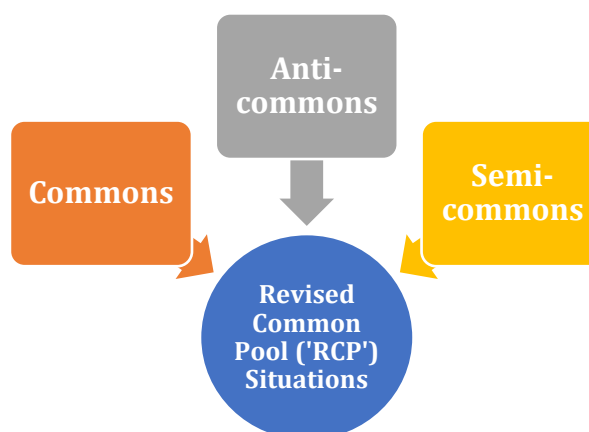 Anti-
commons
Commons
Semi-
commons
Revised
Common
Pool ('RCP')
Situations